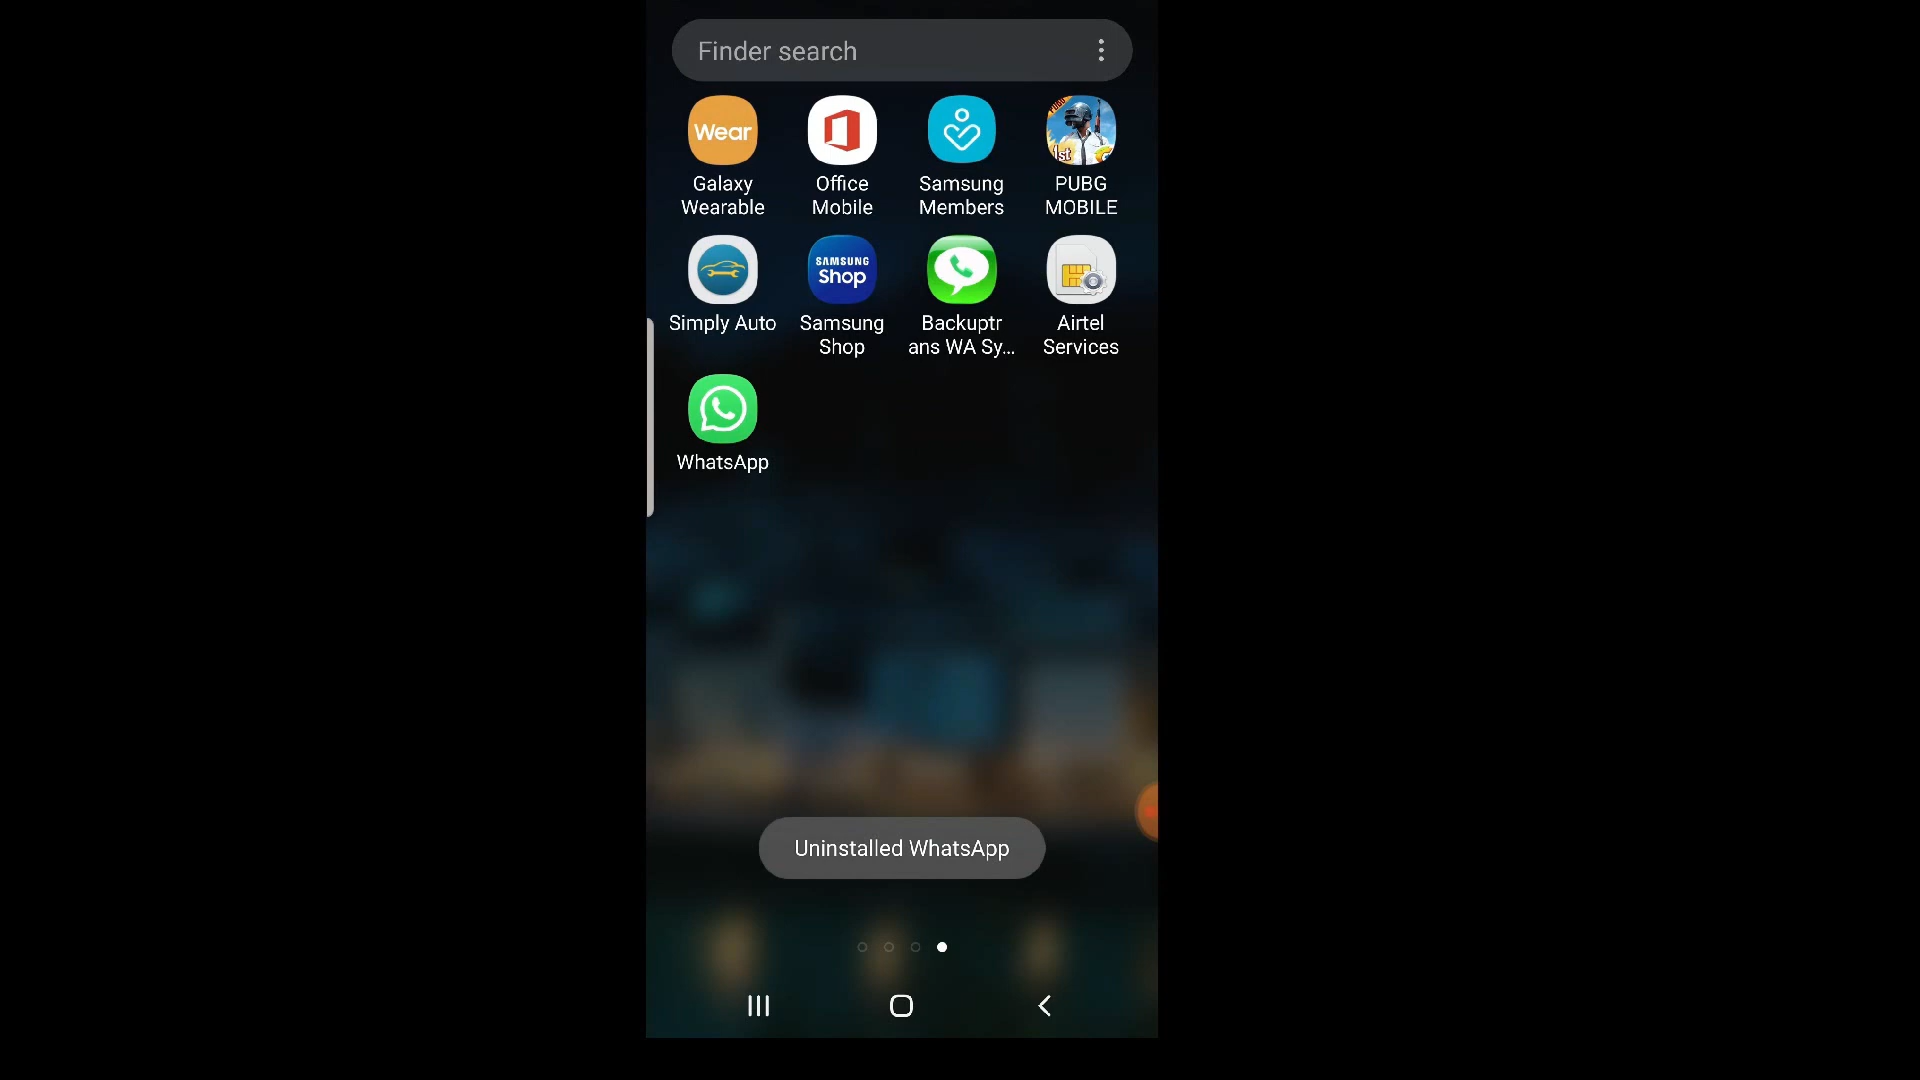 Finder search
Wear
1st
Galaxy
Wearable
Office
Mobile
Samsung
Members
PUBG
MOBILE
SAMSUNG
Shop
Simply Auto
Samsung
Shop
Backuptr
ans WA Sy...
Airtel
Services
WhatsApp
Uninstalled WhatsApp